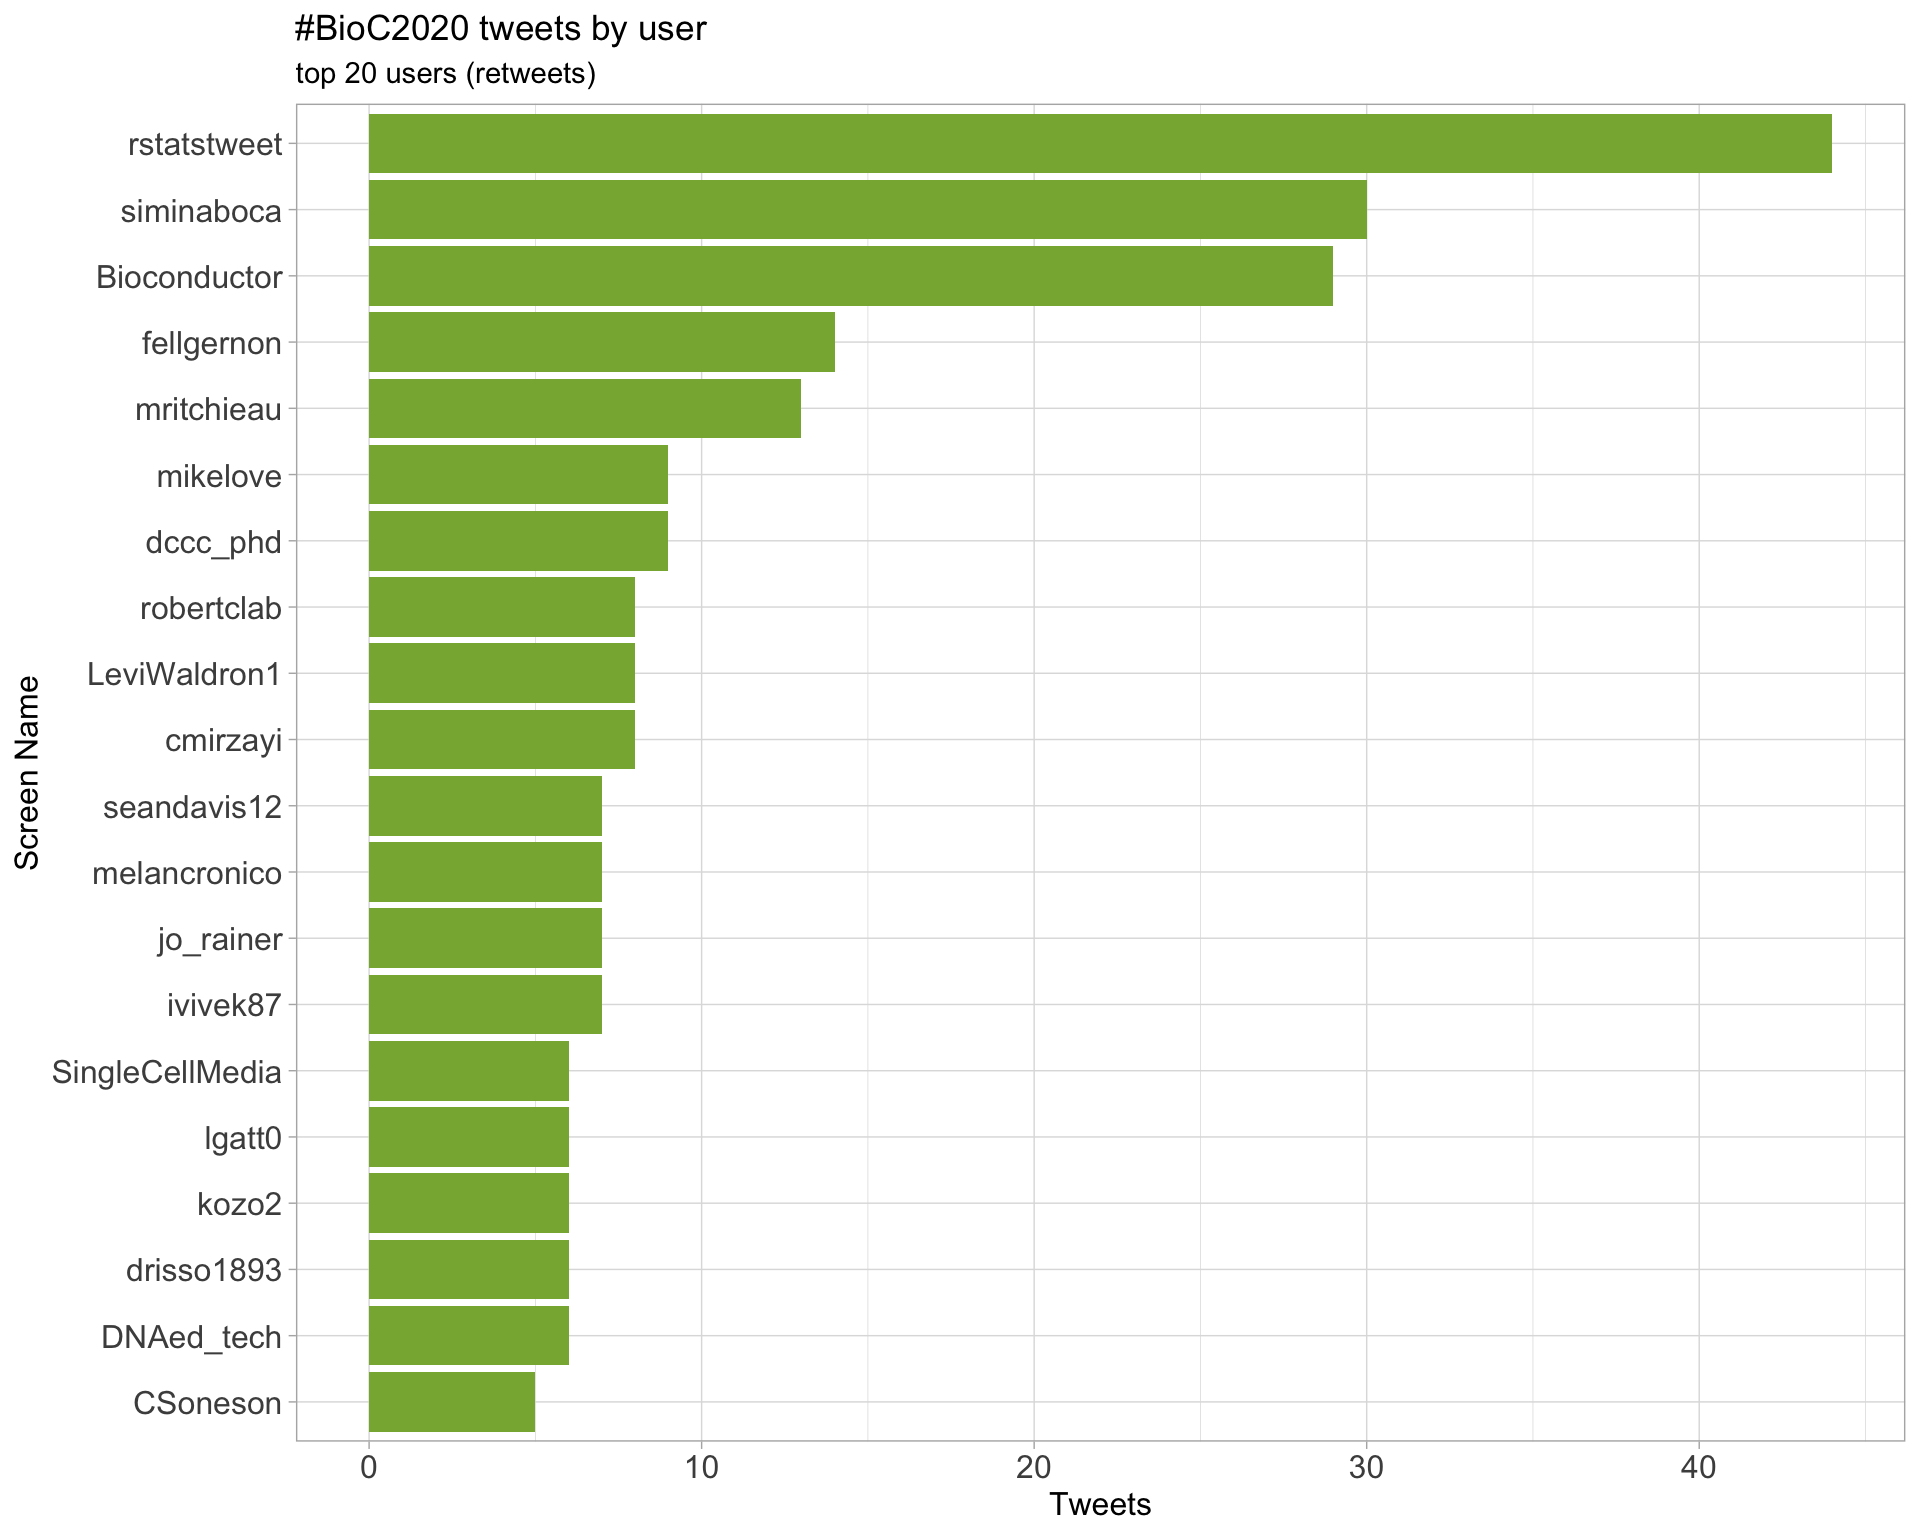 #BioC2020 tweets by user
top 20 users (retweets)
rstatstweet
siminaboca
Bioconductor
fellgernon
mritchieau
mikelove
dccc_phd
robertclab
LeviWaldron1
cmirzayi
seandavis12
melancronico
jo_rainer
ivivek87
SingleCellMedia
lgatt0
kozo2
drisso1893
DNAed_tech
CSoneson
Screen Name
0 10 20 30 40
Tweets